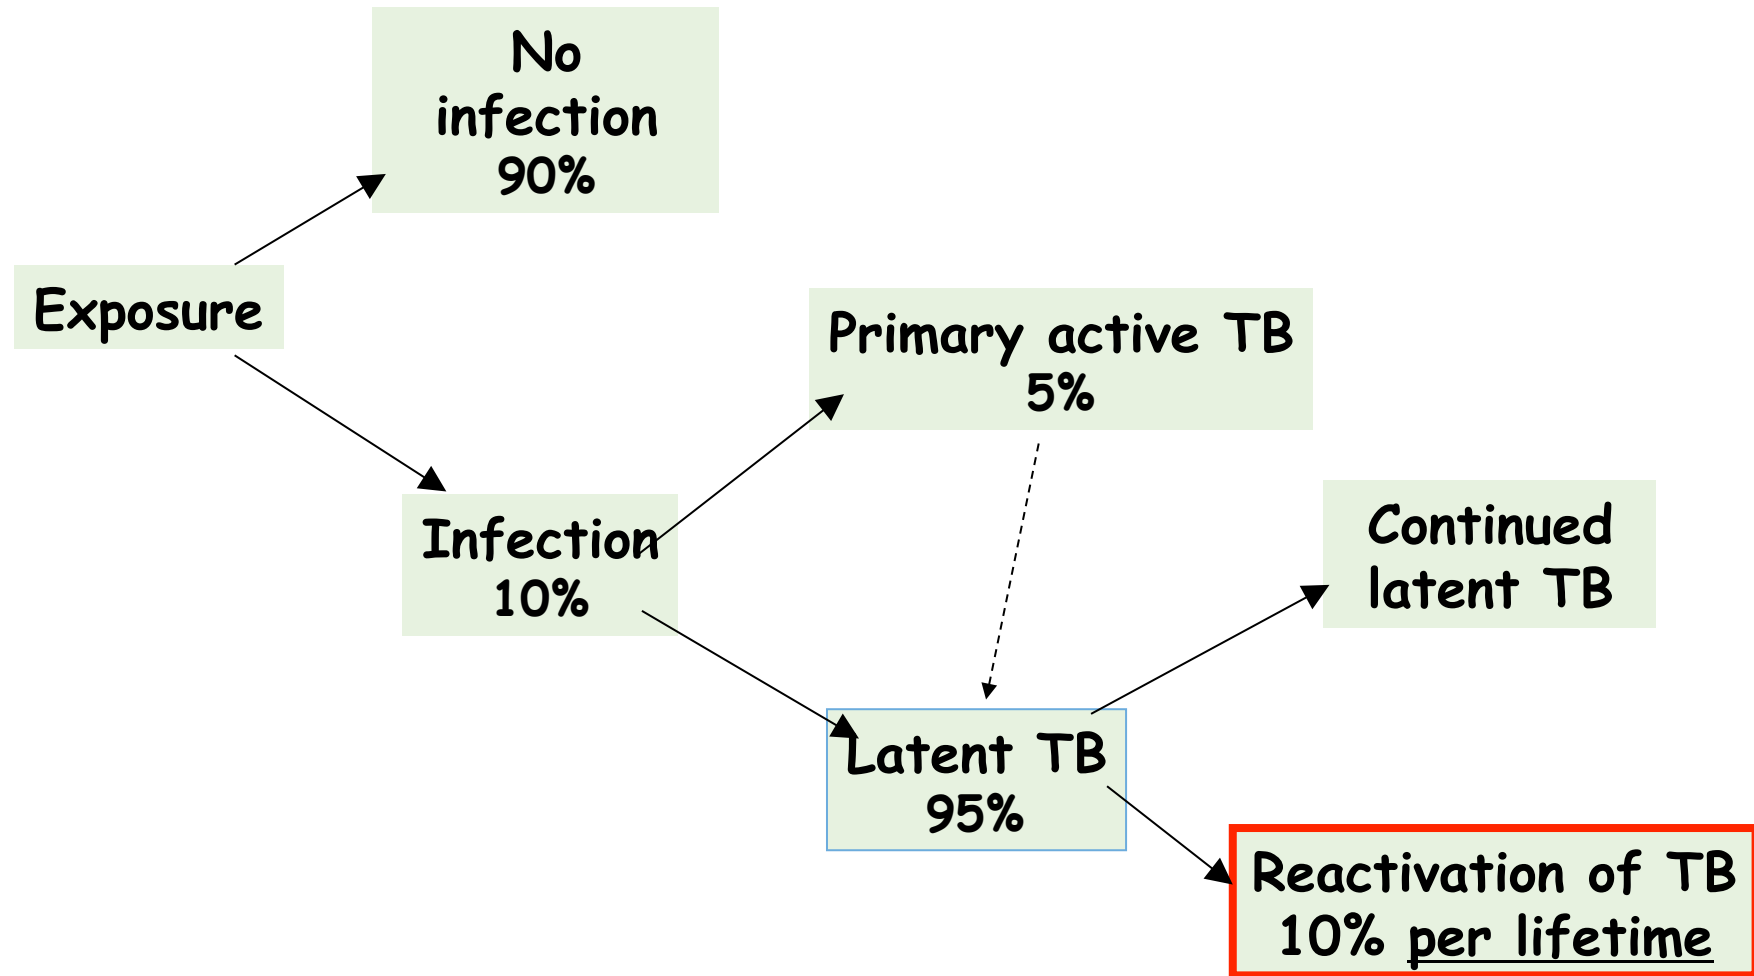 No
infection
90%
Exposure
Primary active TB
5%
Infection
10%
Continued
latent TB
Latent TB
95%
Reactivation of TB
10% per lifetime